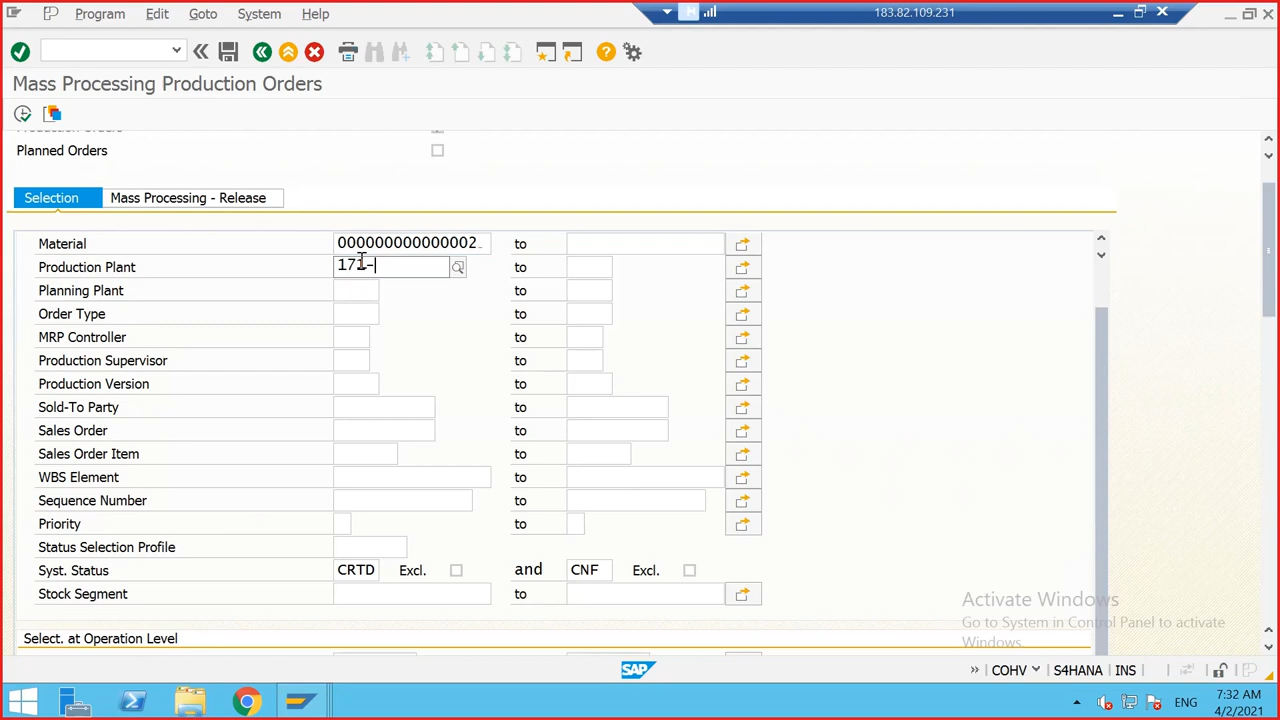 Program Edit Goto System Help
183.82.109.231
Mass Processing Production Orders
Production Orders
Planned Orders
Selection Mass Processing - Release
Material 000000000000002 to
Production Plant 171- to
Planning Plant to
Order Type to
MRP Controller to
Production Supervisor to
Production Version to
Sold-To Party to
Sales Order to
Sales Order Item to
WBS Element to
Sequence Number to
Priority to
Status Selection Profile
Syst. Status CRTD Excl. and CNF Excl.
Stock Segment to
Activate Windows
Go to System in Control Panel to activate
Windows.
Select. at Operation Level
SAP COHV S4HANA INS
ENG
7:32 AM
4/2/2021